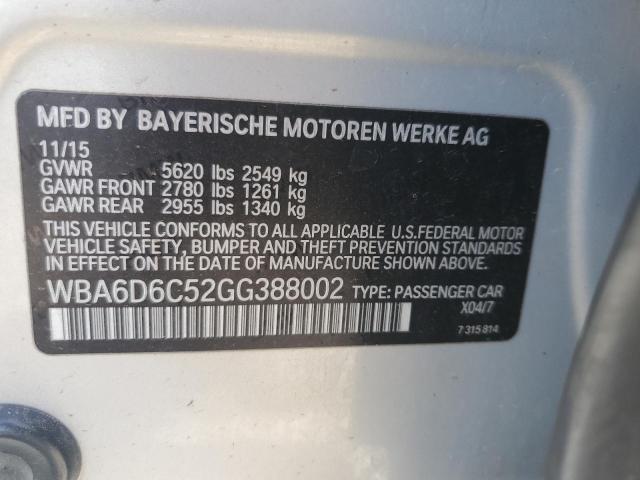 MFD BY BAYERISCHE MOTOREN WERKE AG
11/15
GVWR 5620 lbs 2549 kg
GAWR FRONT 2780 lbs 1261 kg
GAWR REAR 2955 lbs 1340 kg
THIS VEHICLE CONFORMS TO ALL APPLICABLE U.S.FEDERAL MOTOR
VEHICLE SAFETY, BUMPER AND THEFT PREVENTION STANDARDS
IN EFFECT ON THE DATE OF MANUFACTURE SHOWN ABOVE.
WBA6D6C52GG388002 TYPE: PASSENGER CAR
X04/7
7 315 814